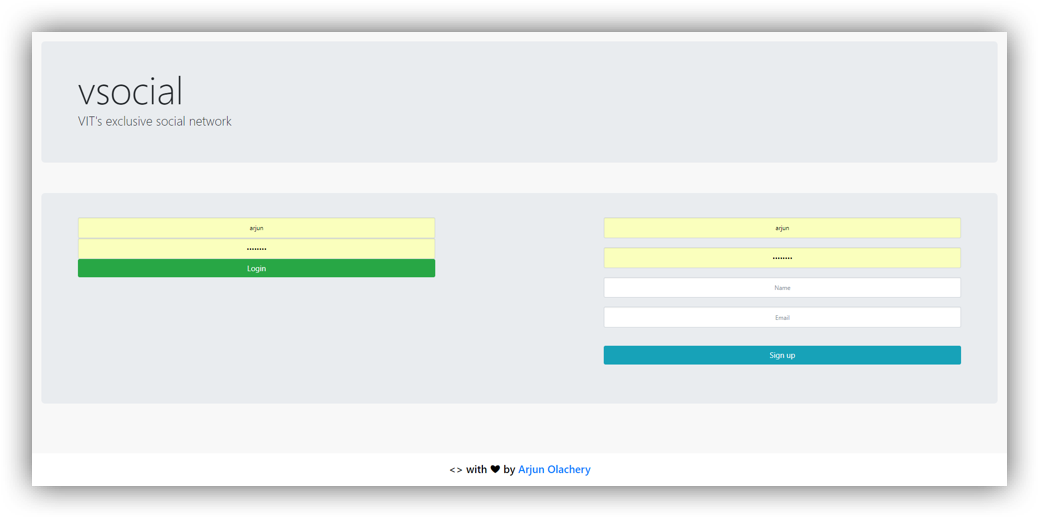 vsocial
VIT's exclusive social network
arjun
••••••••
Login
arjun
••••••••
Name
Email
Sign up
<> with ♥ by Arjun Olachery